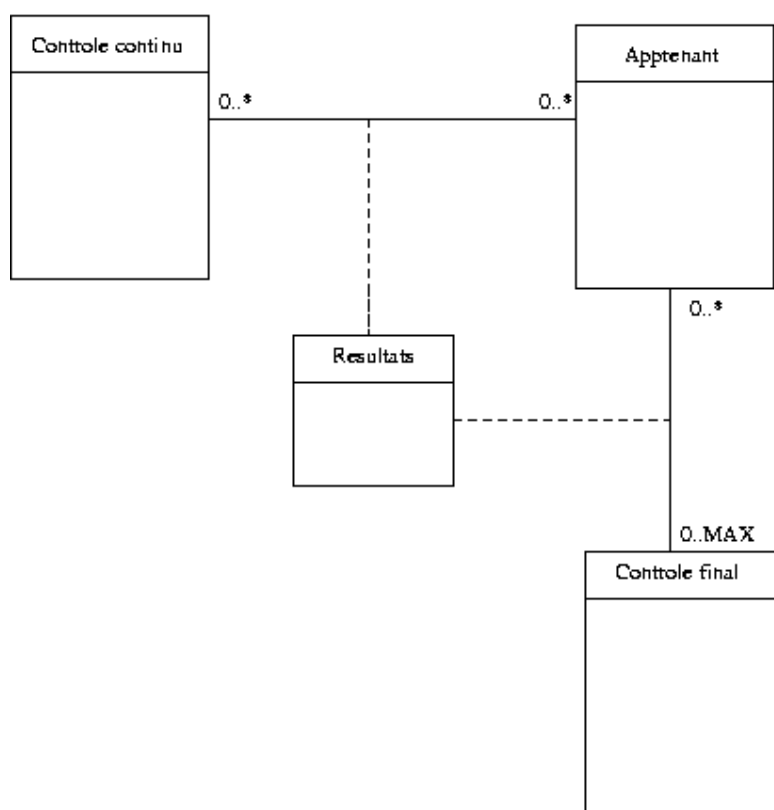 Controle continu
Apprenant
0..*
0..*
0..*
Resultats
0..MAX
Controle final